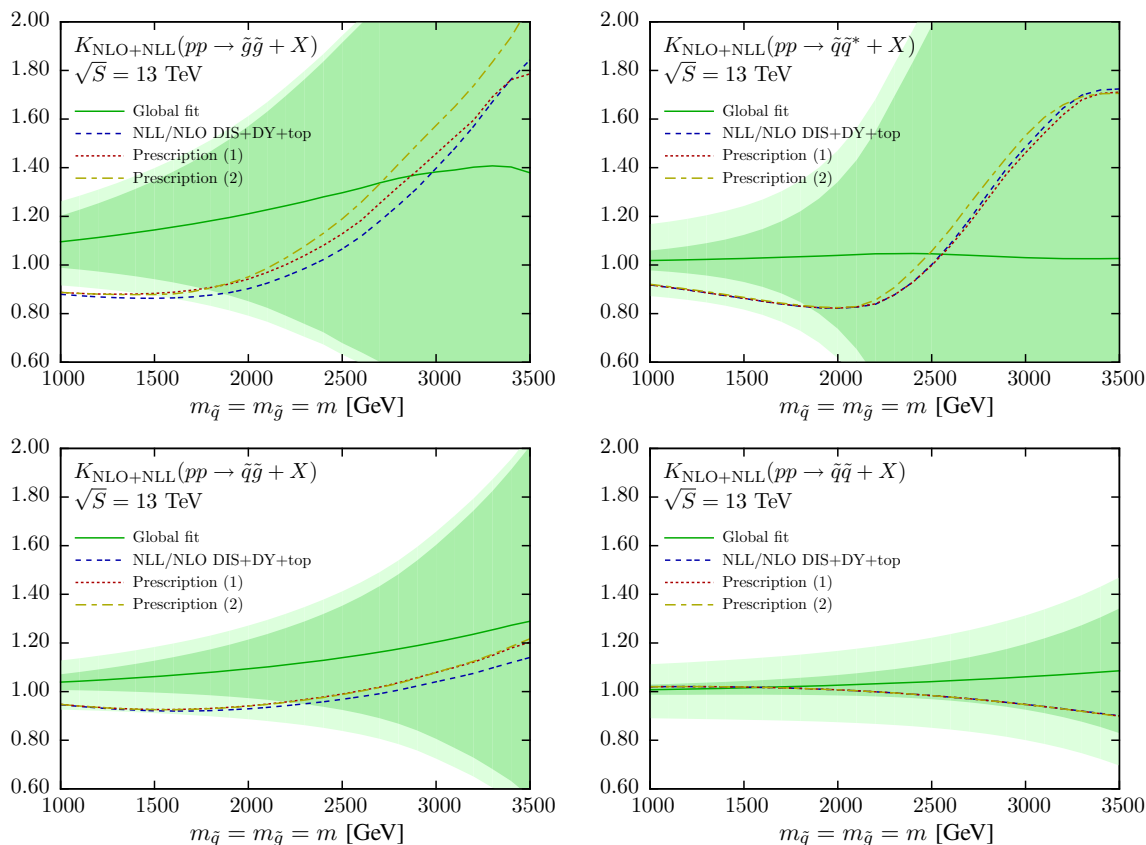 2.00
1.80
1.60
1.40
1.20
1.00
0.80
0.60
K_NLO+NLL(pp → g̃g̃ + X)
√S = 13 TeV
Global fit
NLL/NLO DIS+DY+top
Prescription (1)
Prescription (2)
1000 1500 2000 2500 3000 3500
m_q̃ = m_g̃ = m [GeV]
2.00
1.80
1.60
1.40
1.20
1.00
0.80
0.60
K_NLO+NLL(pp → q̃q̃* + X)
√S = 13 TeV
Global fit
NLL/NLO DIS+DY+top
Prescription (1)
Prescription (2)
1000 1500 2000 2500 3000 3500
m_q̃ = m_g̃ = m [GeV]
2.00
1.80
1.60
1.40
1.20
1.00
0.80
0.60
K_NLO+NLL(pp → q̃g̃ + X)
√S = 13 TeV
Global fit
NLL/NLO DIS+DY+top
Prescription (1)
Prescription (2)
1000 1500 2000 2500 3000 3500
m_q̃ = m_g̃ = m [GeV]
2.00
1.80
1.60
1.40
1.20
1.00
0.80
0.60
K_NLO+NLL(pp → q̃q̃ + X)
√S = 13 TeV
Global fit
NLL/NLO DIS+DY+top
Prescription (1)
Prescription (2)
1000 1500 2000 2500 3000 3500
m_q̃ = m_g̃ = m [GeV]